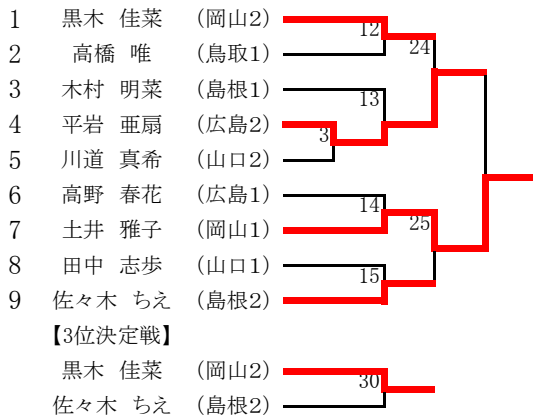 1 黒木 佳菜 (岡山2)
12
2 高橋 唯 (鳥取1)
24
3 木村 明菜 (島根1)
13
4 平岩 亜扇 (広島2)
3
5 川道 真希 (山口2)
6 高野 春花 (広島1)
14
7 土井 雅子 (岡山1)
25
8 田中 志歩 (山口1)
15
9 佐々木 ちえ (島根2)
【3位決定戦】
黒木 佳菜 (岡山2)
30
佐々木 ちえ (島根2)